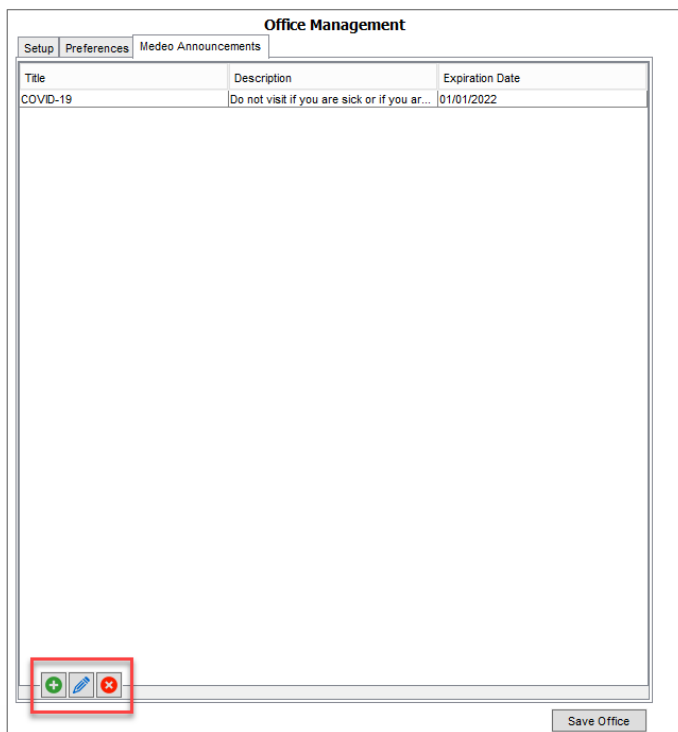 Office Management
Setup Preferences Medeo Announcements
Title Description Expiration Date
COVID-19 Do not visit if you are sick or if you ar... 01/01/2022
Save Office